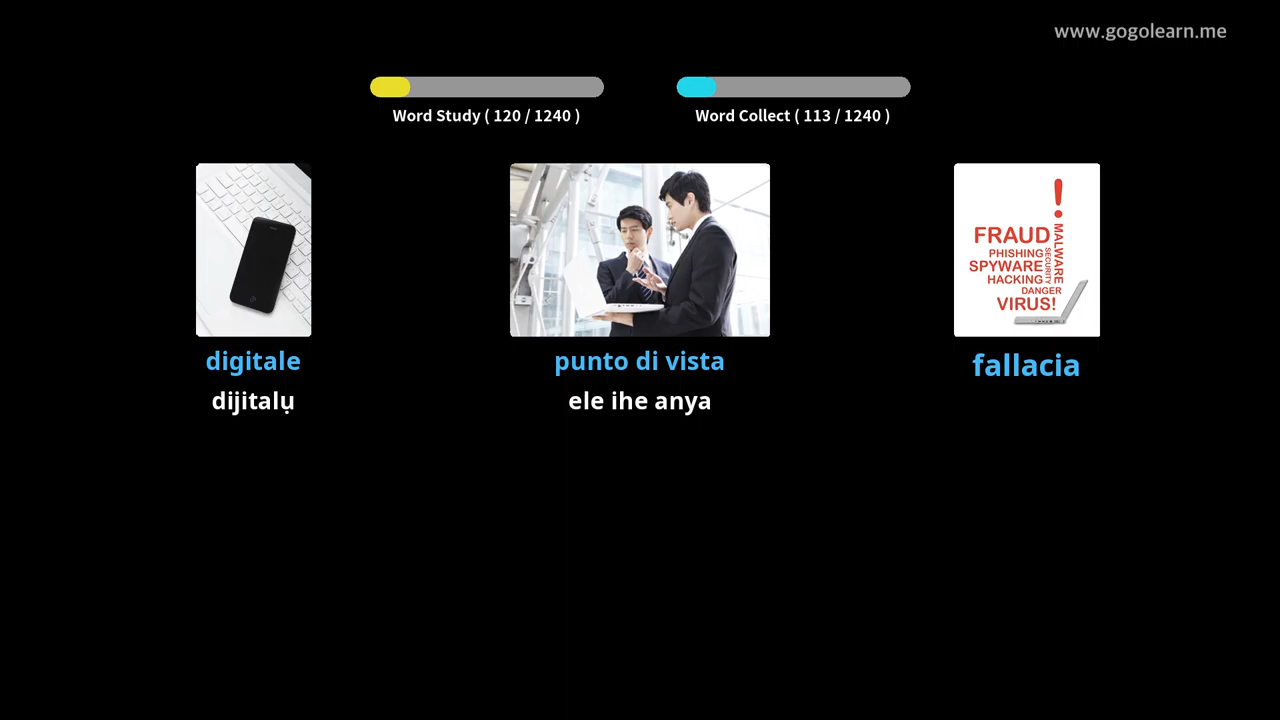 www.gogolearn.me
Word Study ( 120 / 1240 )
Word Collect ( 113 / 1240 )
!
FRAUD
MALWARE
PHISHING
SECURITY
SPYWARE
HACKING
DANGER
VIRUS!
digitale
dijitalụ
punto di vista
ele ihe anya
fallacia